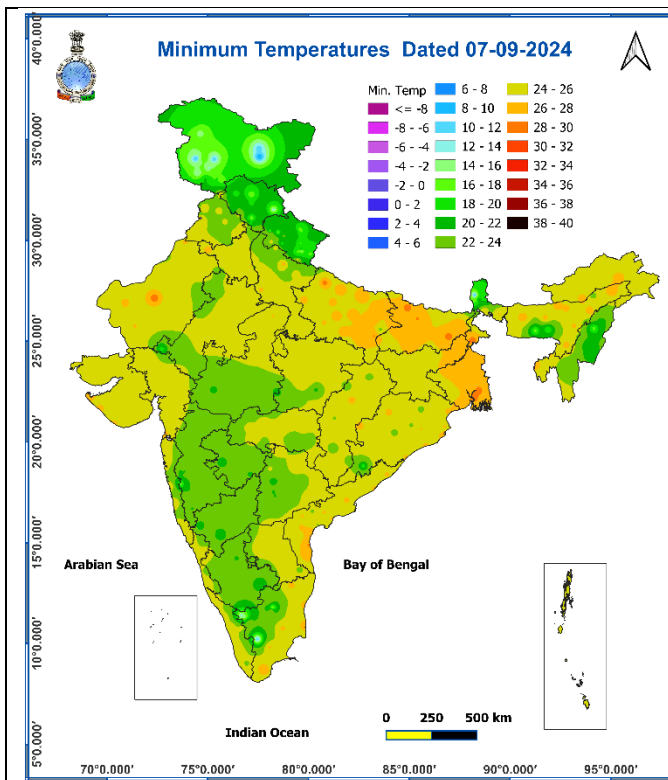 Minimum Temperatures Dated 07-09-2024
Min. Temp
<= -8
-8 - -6
-6 - -4
-4 - -2
-2 - 0
0 - 2
2 - 4
4 - 6
6 - 8
8 - 10
10 - 12
12 - 14
14 - 16
16 - 18
18 - 20
20 - 22
22 - 24
24 - 26
26 - 28
28 - 30
30 - 32
32 - 34
34 - 36
36 - 38
38 - 40
40°0.000'
35°0.000'
30°0.000'
25°0.000'
20°0.000'
15°0.000'
10°0.000'
5°0.000'
Arabian Sea
Bay of Bengal
Indian Ocean
0 250 500 km
70°0.000' 75°0.000' 80°0.000' 85°0.000' 90°0.000' 95°0.000'